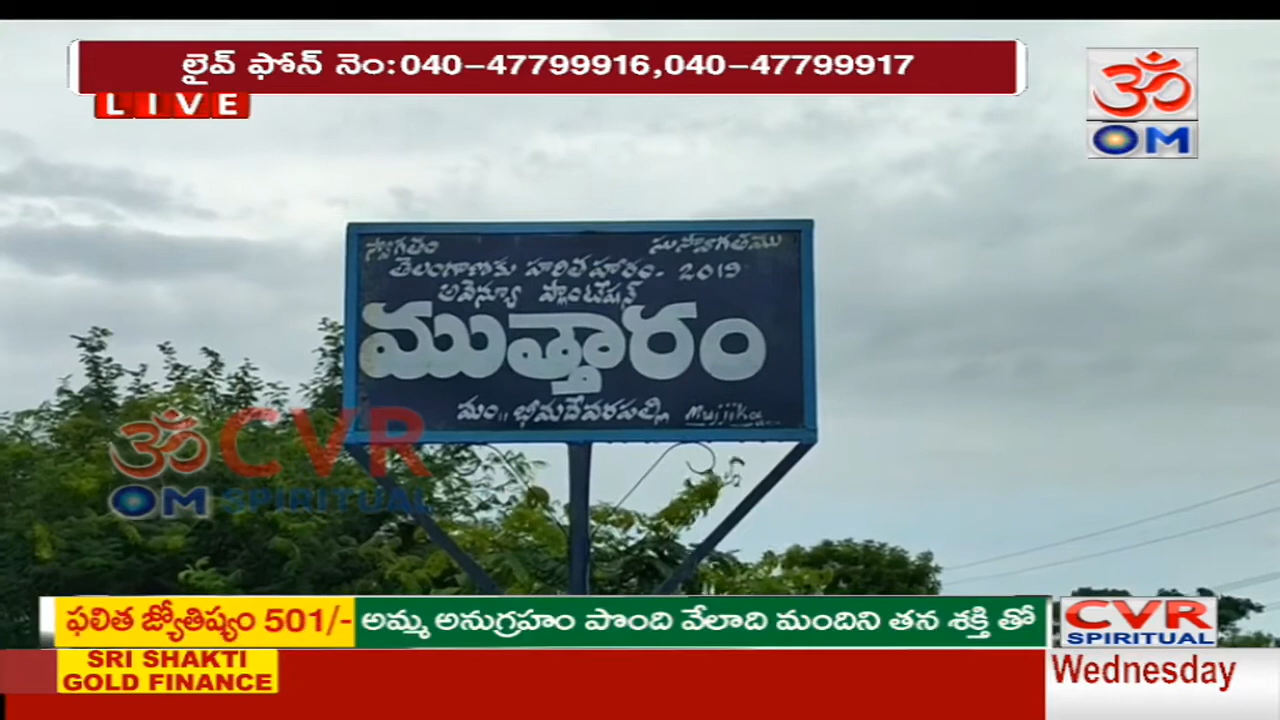 లైవ్ ఫోన్ నెం:040-47799916,040-47799917
LIVE
ॐ
OM
స్వాగతం సుస్వాగతము
తెలంగాణకు హరితహారం- 2019
అవెన్యూ ప్లాంటేషన్
ముత్తారం
మం॥ భీమదేవరపల్లి Mujjika
ॐ CVR
OM SPIRITUAL
ఫలిత జ్యోతిష్యం 501/- అమ్మ అనుగ్రహం పొంది వేలాది మందిని తన శక్తి తో
CVR
SPIRITUAL
SRI SHAKTI
GOLD FINANCE
Wednesday